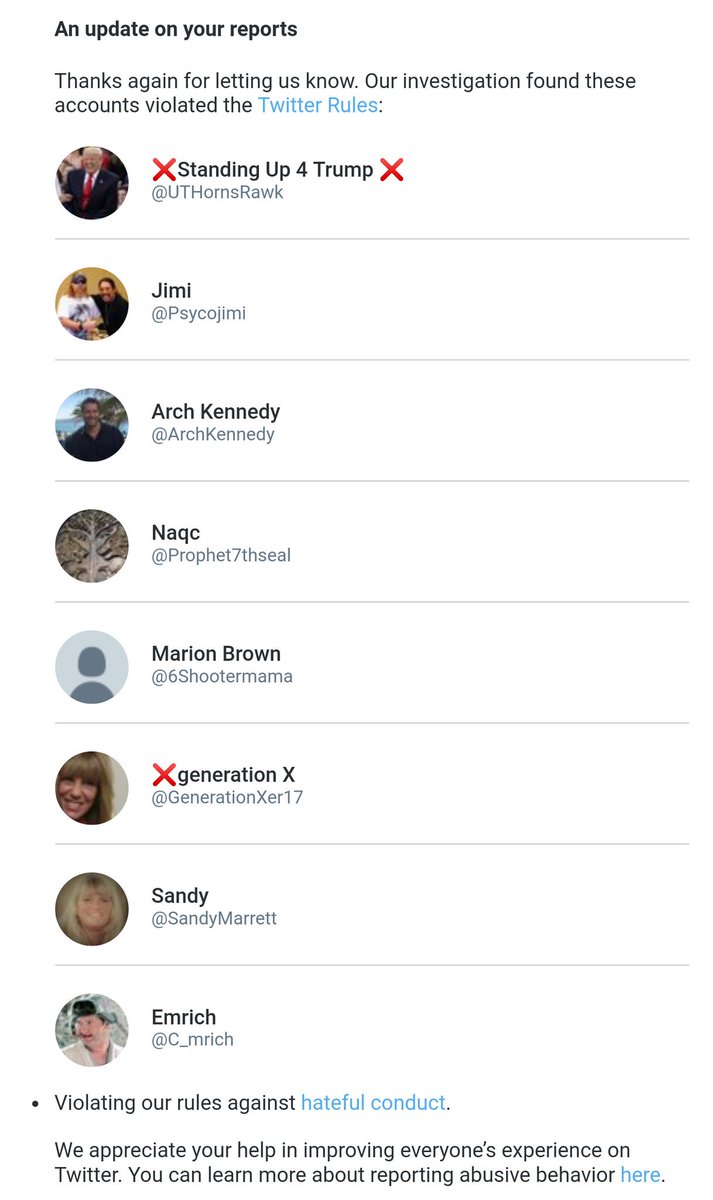 An update on your reports
Thanks again for letting us know. Our investigation found these
accounts violated the Twitter Rules:
❌Standing Up 4 Trump ❌
@UTHornsRawk
Jimi
@Psycojimi
Arch Kennedy
@ArchKennedy
Naqc
@Prophet7thseal
Marion Brown
@6Shootermama
❌generation X
@GenerationXer17
Sandy
@SandyMarrett
Emrich
@C_mrich
• Violating our rules against hateful conduct.
We appreciate your help in improving everyone’s experience on
Twitter. You can learn more about reporting abusive behavior here.